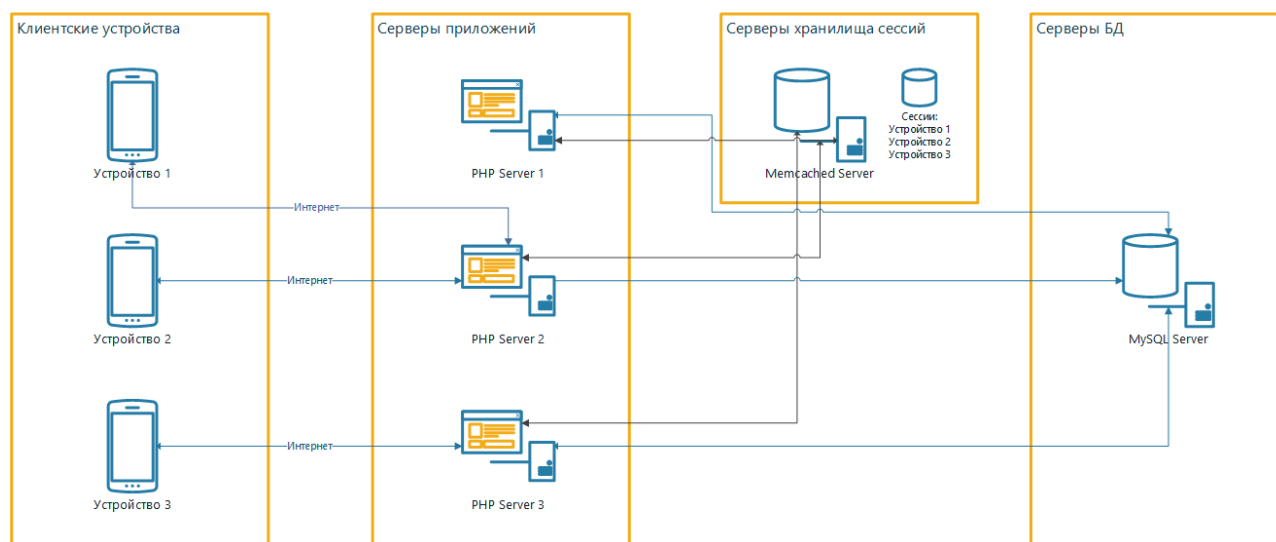 Клиентские устройства
Серверы приложений
Серверы хранилища сессий
Серверы БД
Сессии:
Устройство 1
Устройство 2
Устройство 3
Устройство 1
PHP Server 1
Memcached Server
Интернет
Интернет
Устройство 2
PHP Server 2
MySQL Server
Интернет
Устройство 3
PHP Server 3